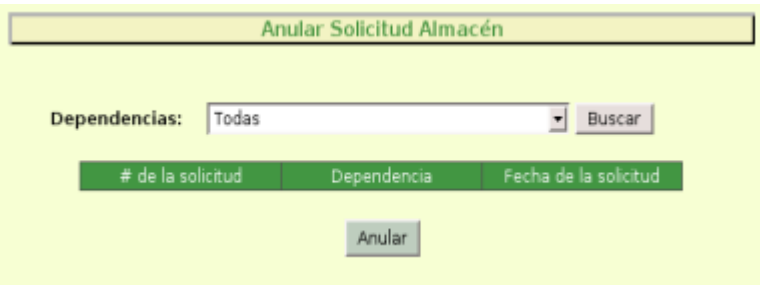 Anular Solicitud Almacén
Dependencias: Todas Buscar
# de la solicitud Dependencia Fecha de la solicitud
Anular